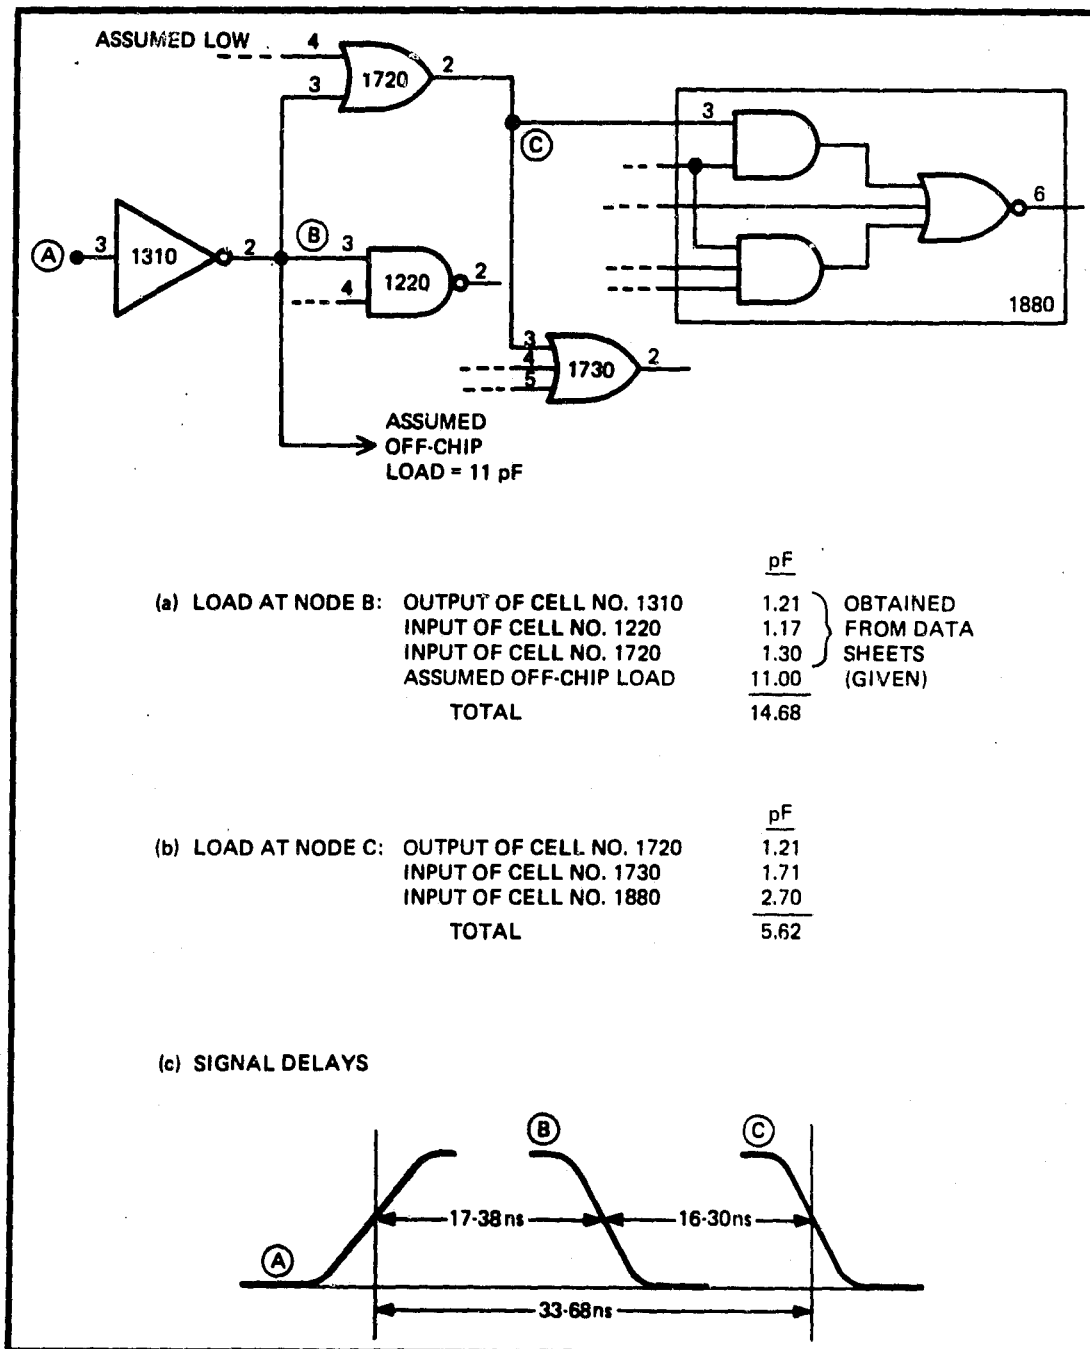 ASSUMED LOW 4
1720
2
3
3
C
6
A 3 1310 2 B 3
1220
2
4
1880
3
4
5
1730
2
ASSUMED
OFF-CHIP
LOAD = 11 pF
pF
(a) LOAD AT NODE B: OUTPUT OF CELL NO. 1310 1.21 OBTAINED
INPUT OF CELL NO. 1220 1.17 FROM DATA
INPUT OF CELL NO. 1720 1.30 SHEETS
ASSUMED OFF-CHIP LOAD 11.00 (GIVEN)
TOTAL 14.68
pF
(b) LOAD AT NODE C: OUTPUT OF CELL NO. 1720 1.21
INPUT OF CELL NO. 1730 1.71
INPUT OF CELL NO. 1880 2.70
TOTAL 5.62
(c) SIGNAL DELAYS
B C
17-38ns 16-30ns
A
33-68ns